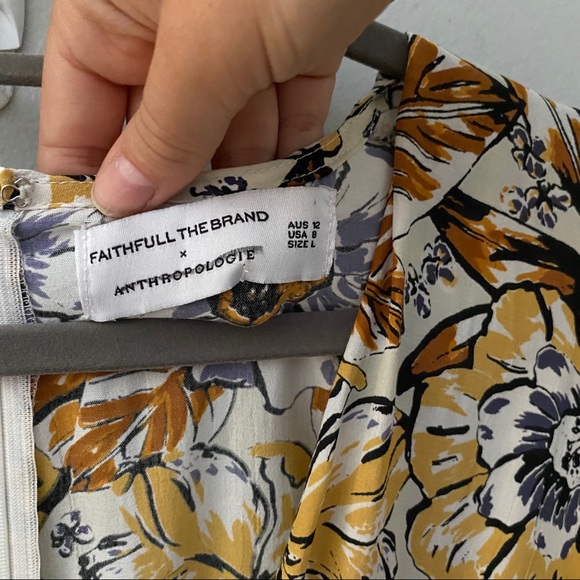 FAITHFULL THE BRAND
×
ANTHROPOLOGIE
AUS 12
USA 8
SIZE L